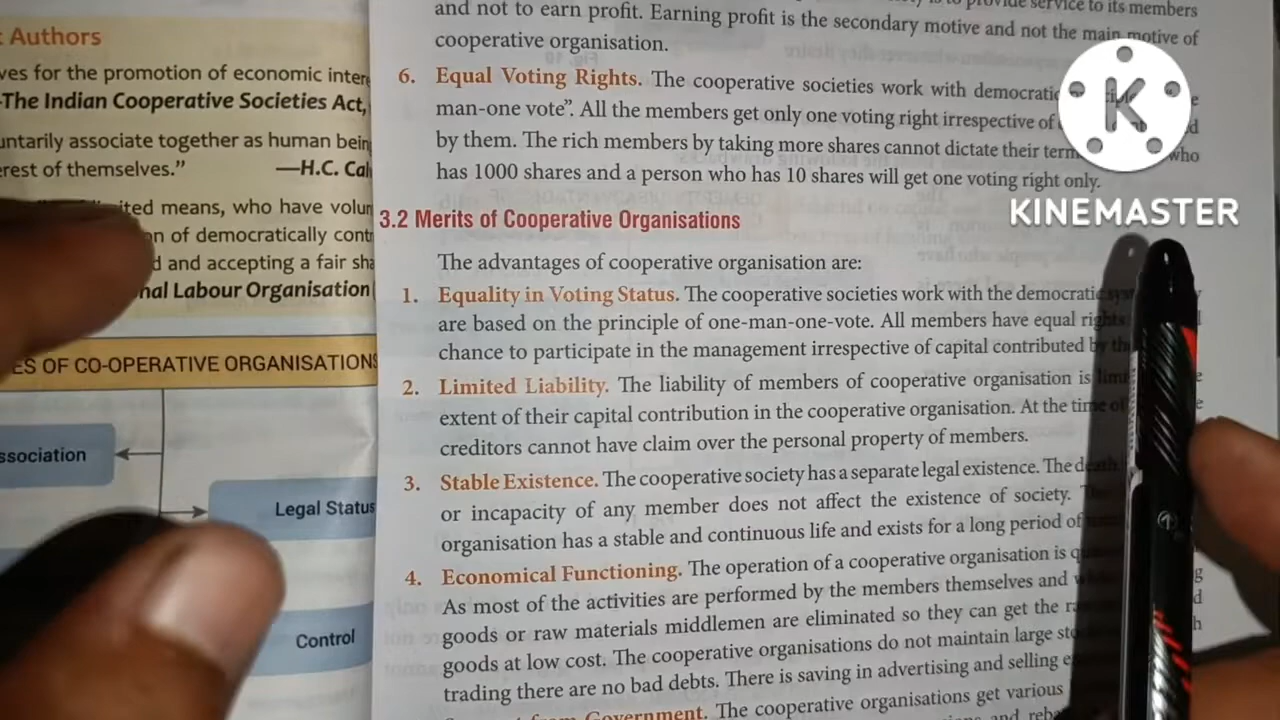 Authors
ves for the promotion of economic inter
—The Indian Cooperative Societies Act,
untarily associate together as human bein
rest of themselves.”
—H.C. Cal
ited means, who have volun
n of democratically contr
d and accepting a fair sha
nal Labour Organisation
ES OF CO-OPERATIVE ORGANISATIONS
ssociation
Legal Status
Control
to provide service to its members
and not to earn profit. Earning profit is the secondary motive and not the main motive of
cooperative organisation.
6. Equal Voting Rights. The cooperative societies work with democratic
man-one vote”. All the members get only one voting right irrespective of
by them. The rich members by taking more shares cannot dictate their term who
has 1000 shares and a person who has 10 shares will get one voting right only.
3.2 Merits of Cooperative Organisations
The advantages of cooperative organisation are:
1. Equality in Voting Status. The cooperative societies work with the democratic
are based on the principle of one-man-one-vote. All members have equal rights
chance to participate in the management irrespective of capital contributed by
2. Limited Liability. The liability of members of cooperative organisation is
extent of their capital contribution in the cooperative organisation. At the time of
creditors cannot have claim over the personal property of members.
3. Stable Existence. The cooperative society has a separate legal existence. The death
or incapacity of any member does not affect the existence of society.
organisation has a stable and continuous life and exists for a long period of
4. Economical Functioning. The operation of a cooperative organisation is
As most of the activities are performed by the members themselves and
goods or raw materials middlemen are eliminated so they can get the
goods at low cost. The cooperative organisations do not maintain large
trading there are no bad debts. There is saving in advertising and selling
from Government. The cooperative organisations get various
and
K
KINEMASTER